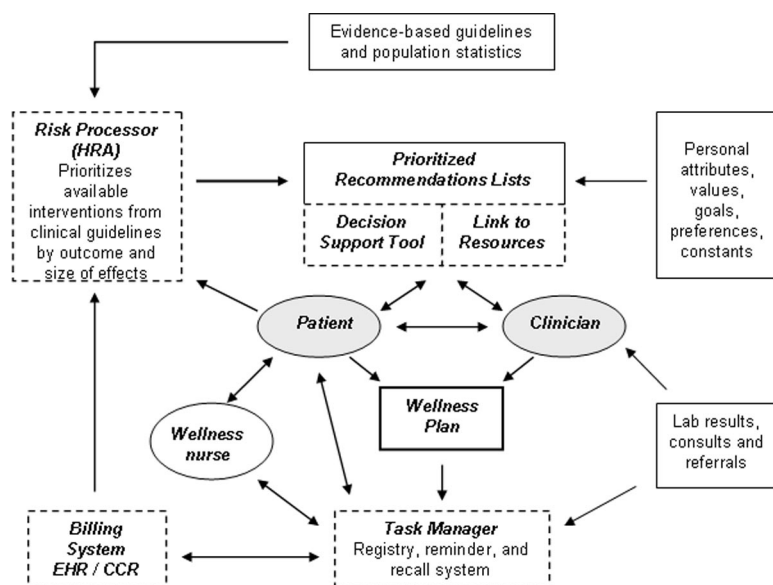 Evidence-based guidelines
and population statistics
Risk Processor
(HRA)
Prioritizes
available
interventions from
clinical guidelines
by outcome and
size of effects
Prioritized
Recommendations Lists
Decision
Support Tool
Link to
Resources
Personal
attributes,
values,
goals,
preferences,
constants
Patient
Clinician
Wellness
nurse
Wellness
Plan
Lab results,
consults and
referrals
Billing
System
EHR / CCR
Task Manager
Registry, reminder, and
recall system